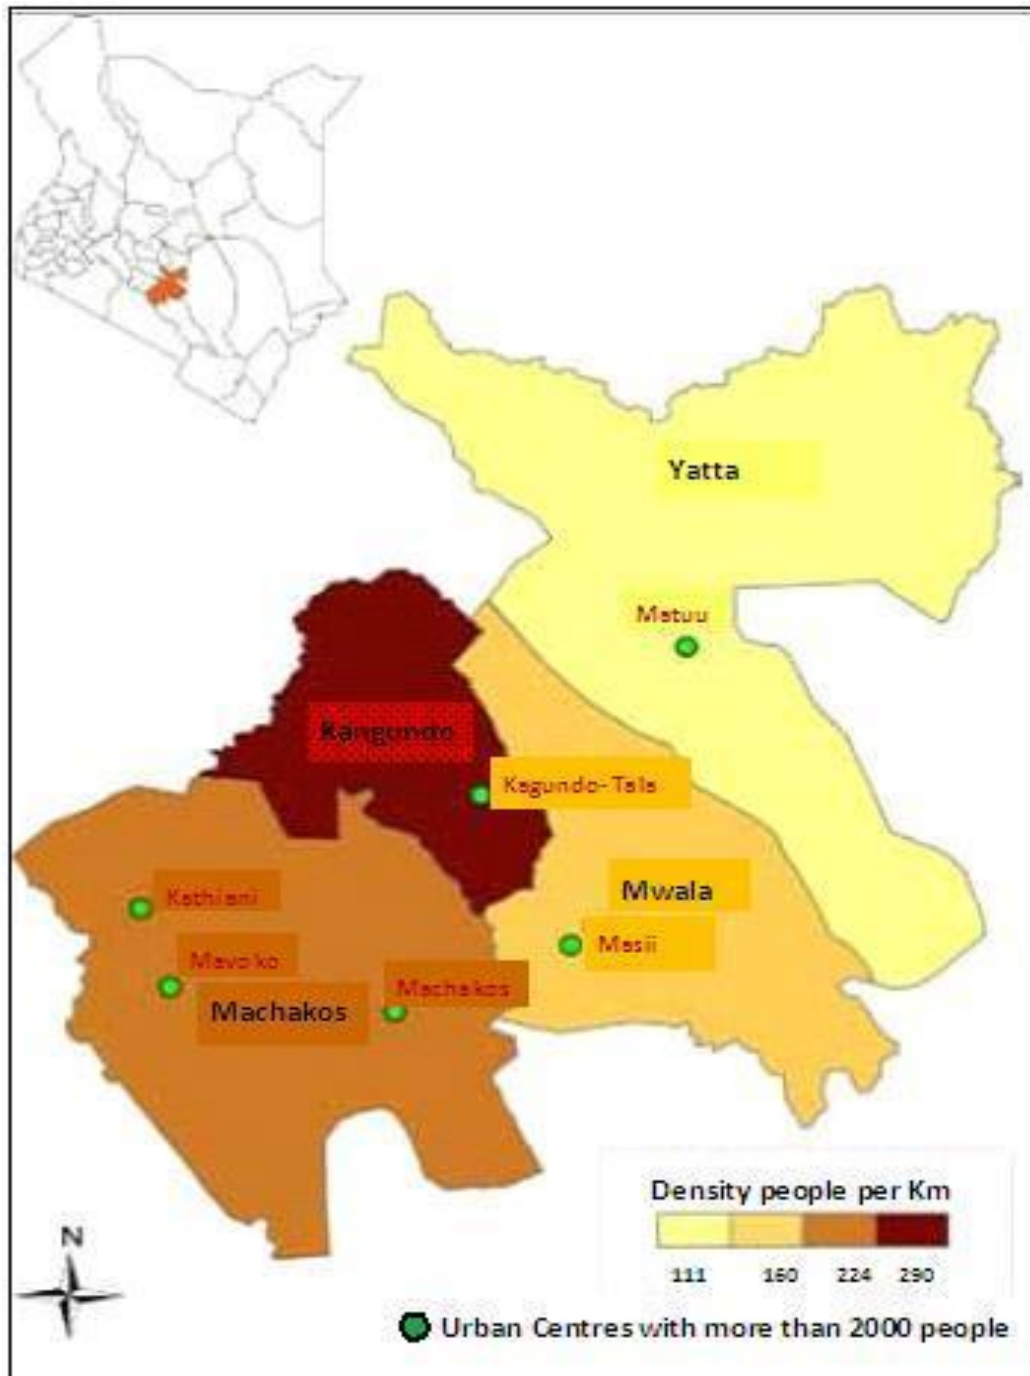 Yatta
Matuu
Kangundo
Kagundo-Tala
Mwala
Kathiani
Masii
Mavoko
Machakos
Machakos
Density people per Km
111 160 224 290
N
Urban Centres with more than 2000 people